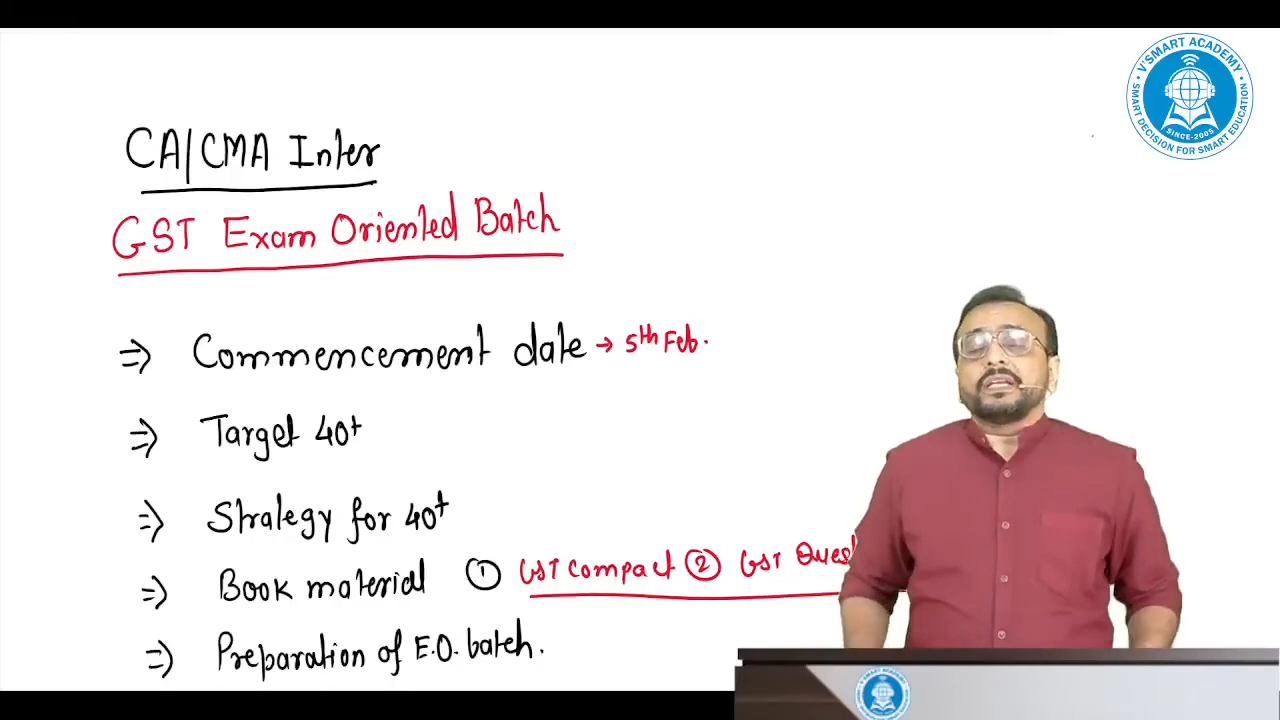 V'SMART ACADEMY
SMART DECISION FOR SMART EDUCATION
SINCE-2005
CA/CMA Inter
GST Exam Oriented Batch
⇒ Commencement date → 5th Feb.
⇒ Target 40+
⇒ Strategy for 40+
⇒ Book material ① GST Compact ② GST Ques
⇒ Preparation of E.O. batch.